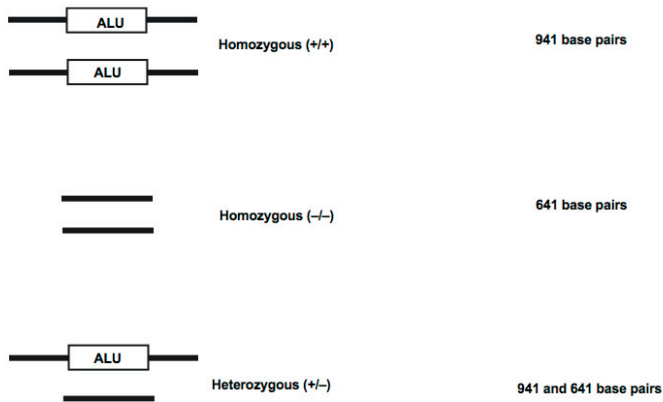 ALU
Homozygous (+/+)
941 base pairs
ALU
Homozygous (–/–)
641 base pairs
ALU
Heterozygous (+/–)
941 and 641 base pairs